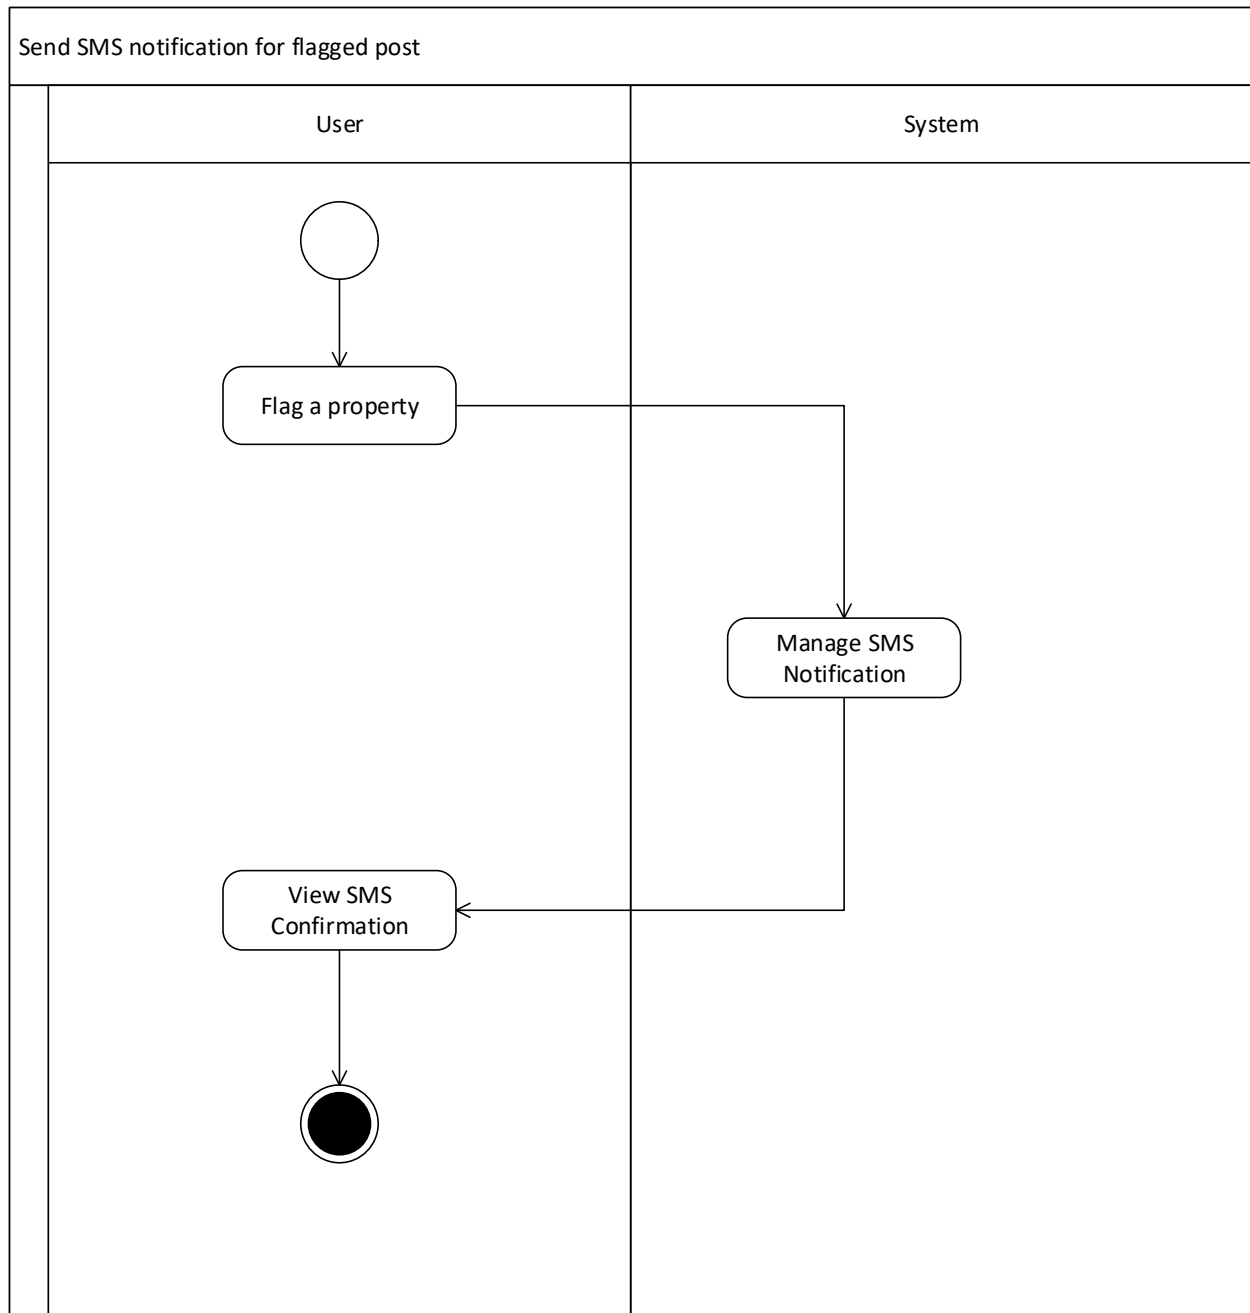 Send SMS notification for flagged post
User
System
Flag a property
Manage SMS
Notification
View SMS
Confirmation